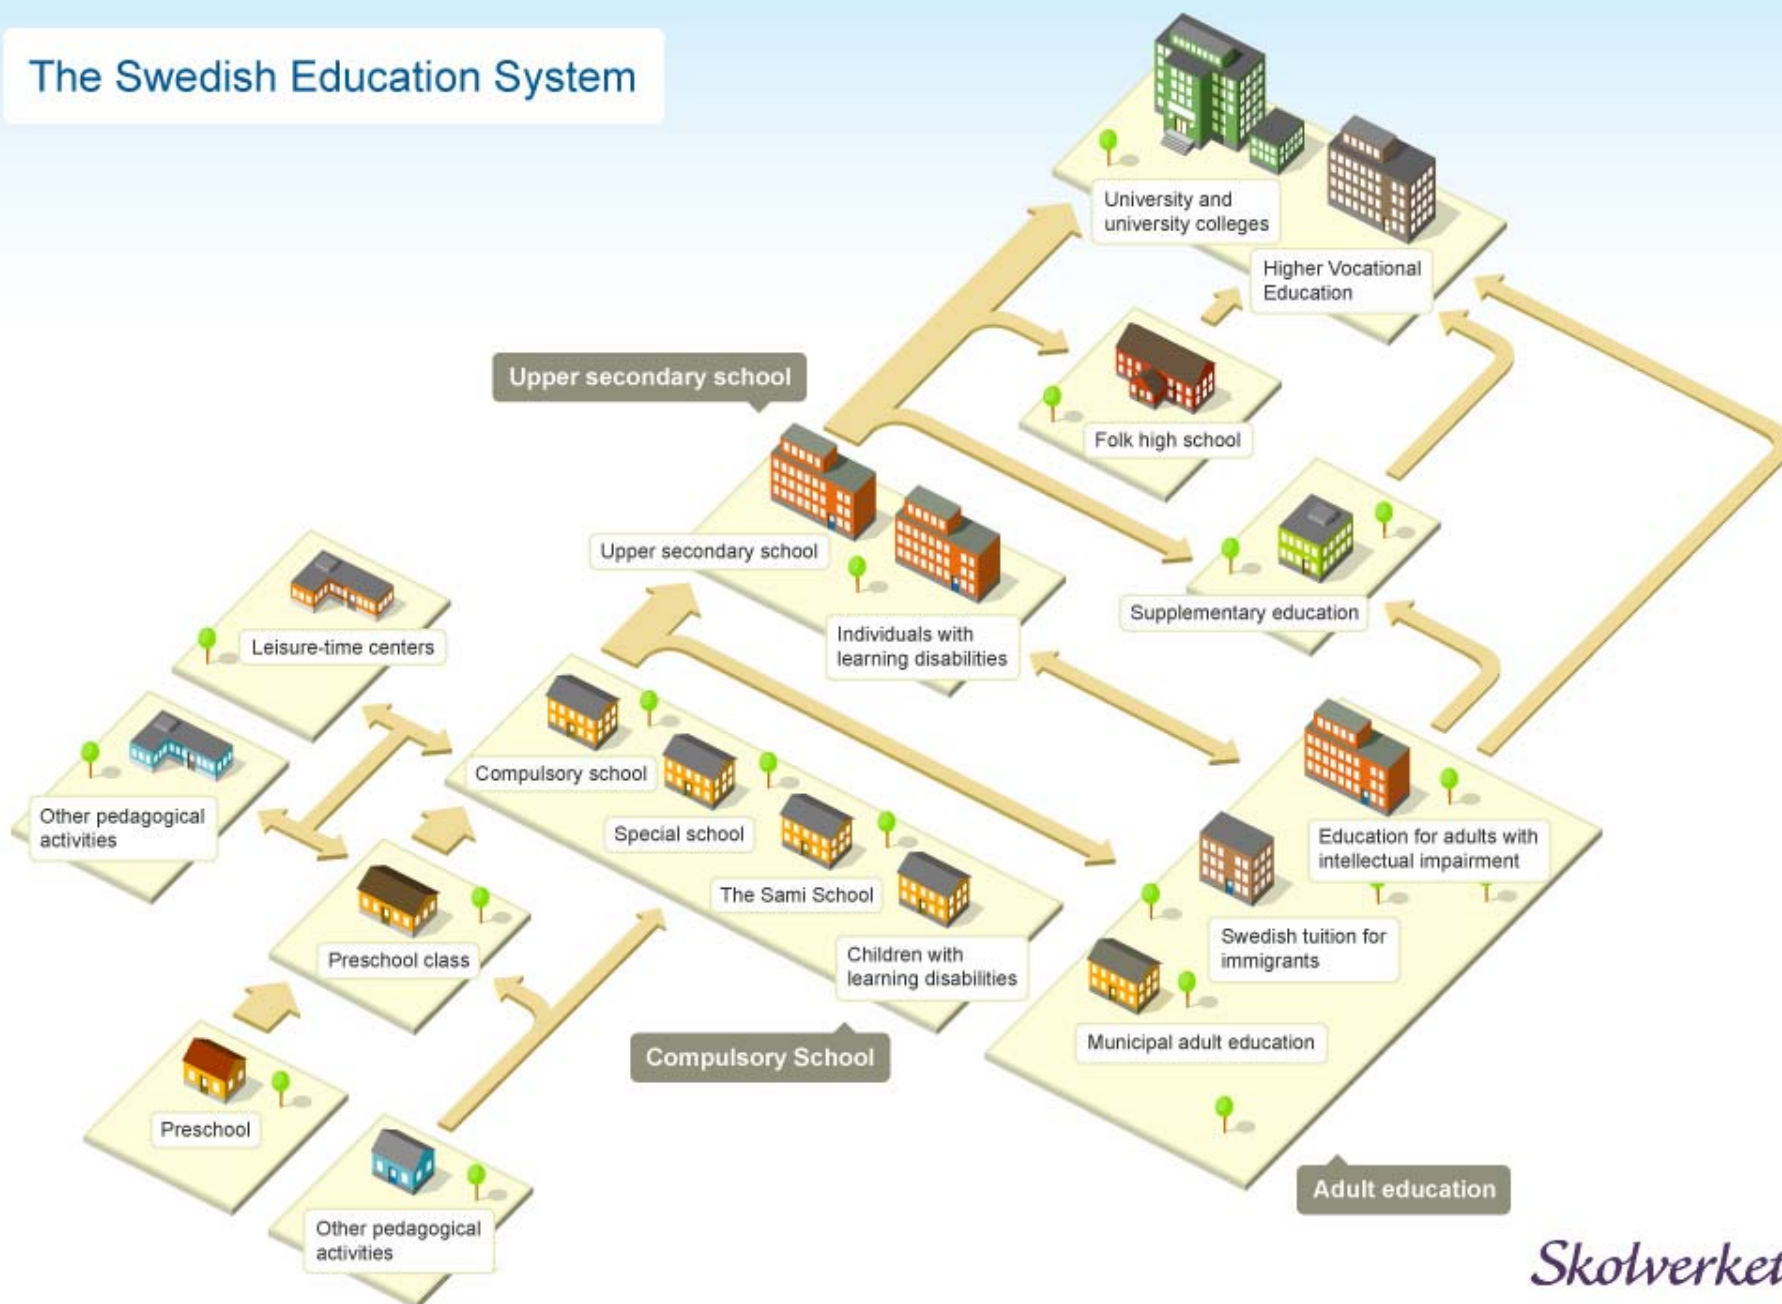 The Swedish Education System
University and
university colleges
Higher Vocational
Education
Upper secondary school
Folk high school
Upper secondary school
Individuals with
learning disabilities
Supplementary education
Leisure-time centers
Other pedagogical
activities
Compulsory school
Special school
The Sami School
Children with
learning disabilities
Preschool class
Education for adults with
intellectual impairment
Swedish tuition for
immigrants
Municipal adult education
Compulsory School
Preschool
Other pedagogical
activities
Adult education
Skolverket